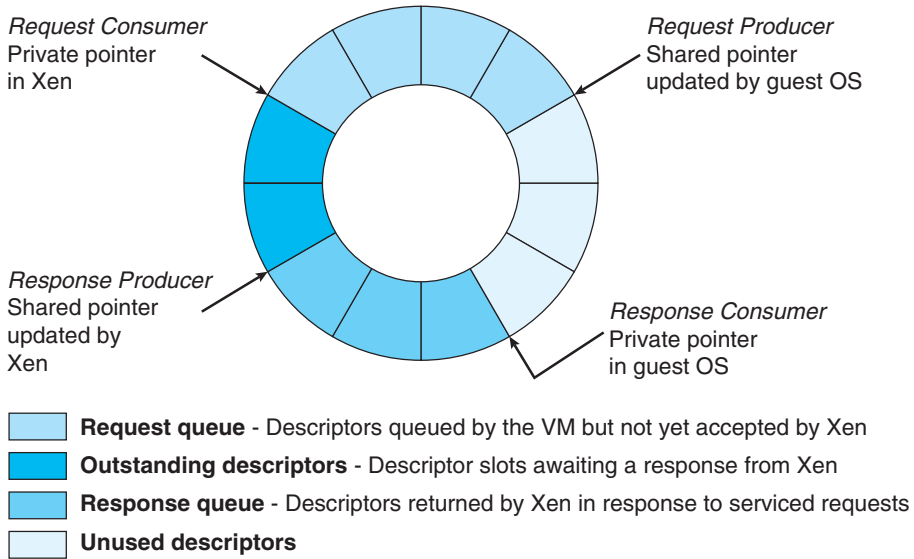 Request Consumer
Private pointer
in Xen
Request Producer
Shared pointer
updated by guest OS
Response Producer
Shared pointer
updated by
Xen
Response Consumer
Private pointer
in guest OS
Request queue - Descriptors queued by the VM but not yet accepted by Xen
Outstanding descriptors - Descriptor slots awaiting a response from Xen
Response queue - Descriptors returned by Xen in response to serviced requests
Unused descriptors